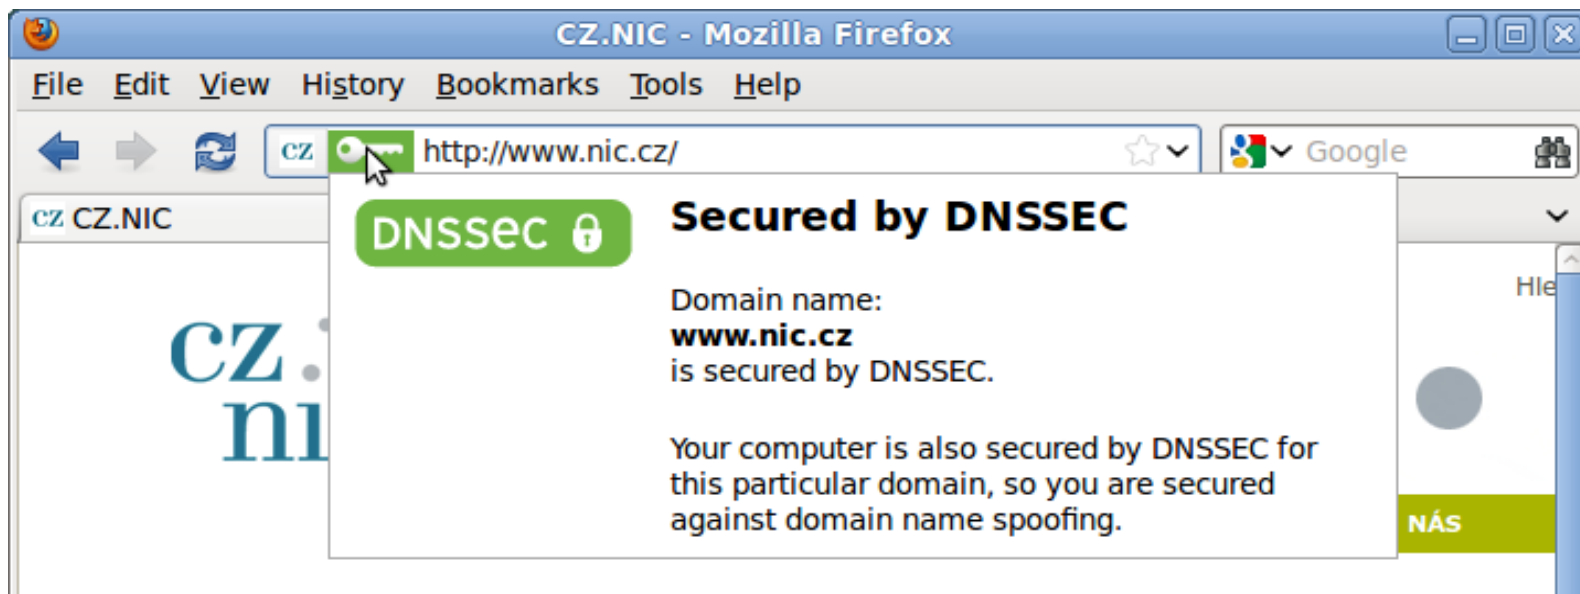 CZ.NIC - Mozilla Firefox
File Edit View History Bookmarks Tools Help
cz http://www.nic.cz/ Google
cz CZ.NIC
DNSSEC Secured by DNSSEC
Domain name:
www.nic.cz
is secured by DNSSEC.
Your computer is also secured by DNSSEC for
this particular domain, so you are secured
against domain name spoofing.
Hle
cz.
ni
NÁS